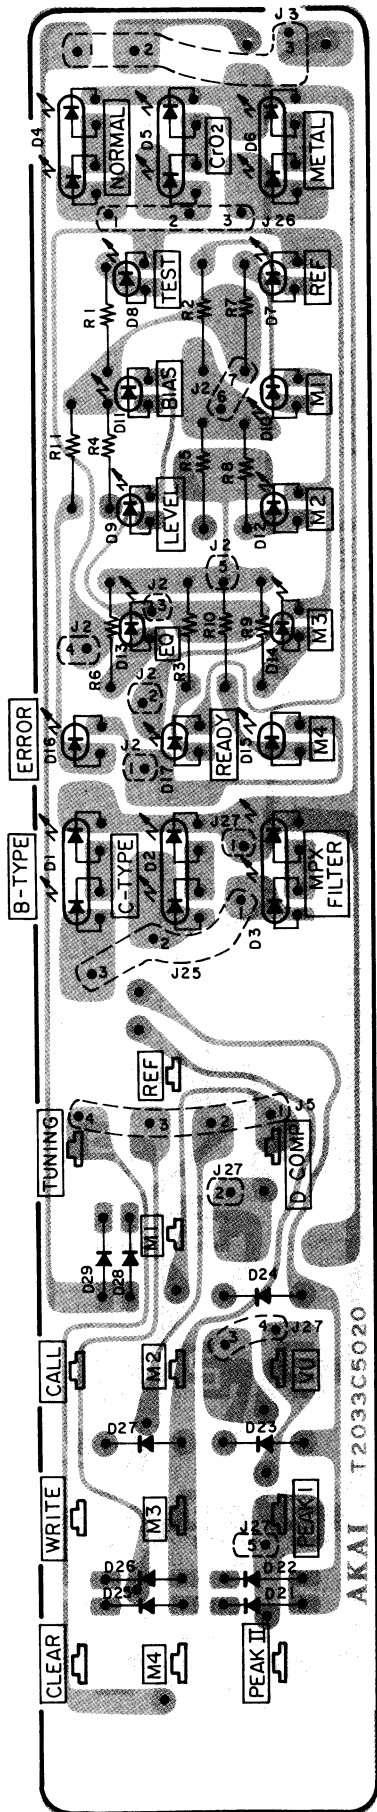 J3
1
2
3
D4
D5
D6
NORMAL
CrO2
METAL
1
2
3
J26
R1
D8
TEST
R2
R7
D7
REF
R11
R4
D11
BIAS
J2
7
6
D10
M1
D9
LEVEL
R5
R8
D12
M2
J2
4
J2
3
J2
5
R6
D13
EQ
R3
R10
R9
D14
M3
J2
2
ERROR
D16
J2
1
D17
READY
D15
M4
B-TYPE
D1
C-TYPE
D2
J27
1
D3
MPX
FILTER
3
2
1
J25
REF
TUNING
4
3
2
1
J5
D COMP
J27
2
M1
D29
D28
D24
CALL
M2
3
4
J27
VU
D27
D23
WRITE
M3
J27
5
PEAK I
D26
D25
D22
D21
CLEAR
M4
PEAK II
AKAI T2033C5020